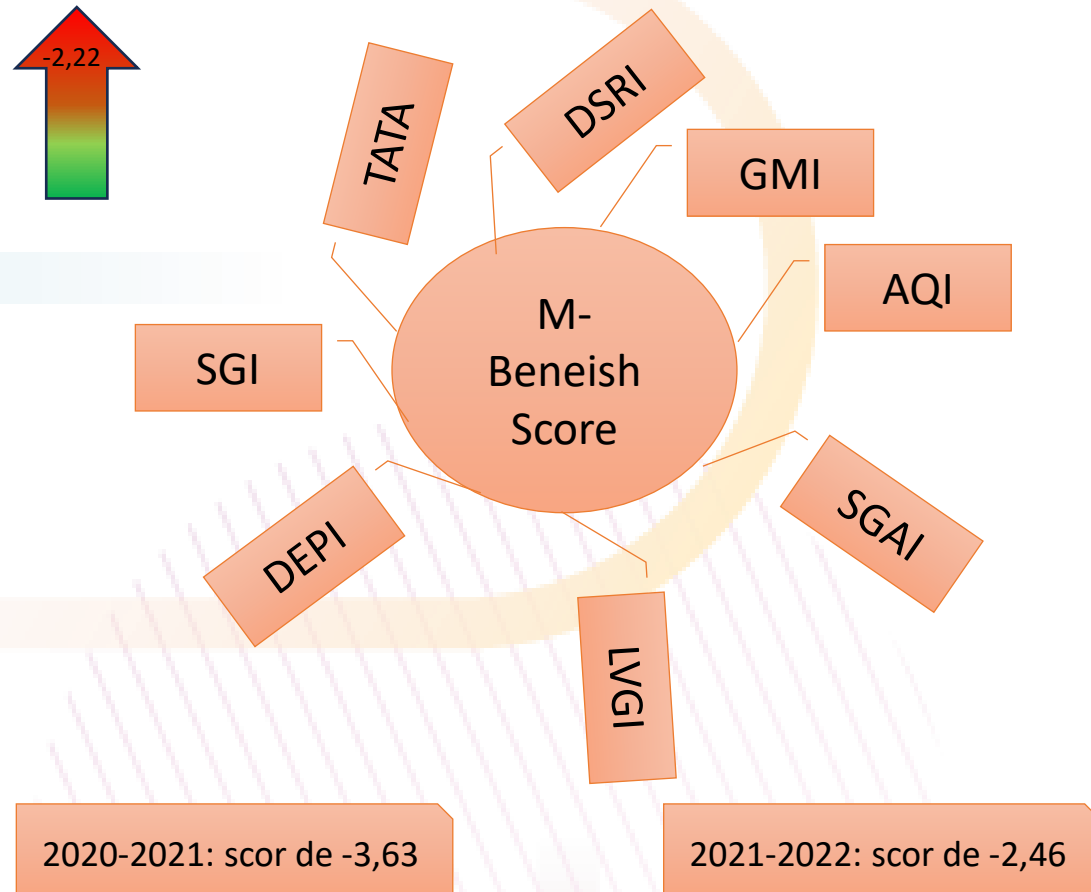 -2,22
TATA
DSRI
GMI
AQI
SGI
M-
Beneish
Score
SGAI
DEPI
LVGI
2020-2021: scor de -3,63
2021-2022: scor de -2,46